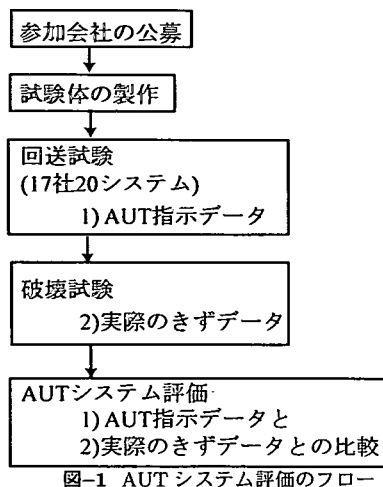 参加会社の公募
試験体の製作
回送試験
(17社20システム)
1) AUT指示データ
破壊試験
2)実際のきずデータ
AUTシステム評価
1) AUT指示データと
2)実際のきずデータとの比較
図-1 AUT システム評価のフロー